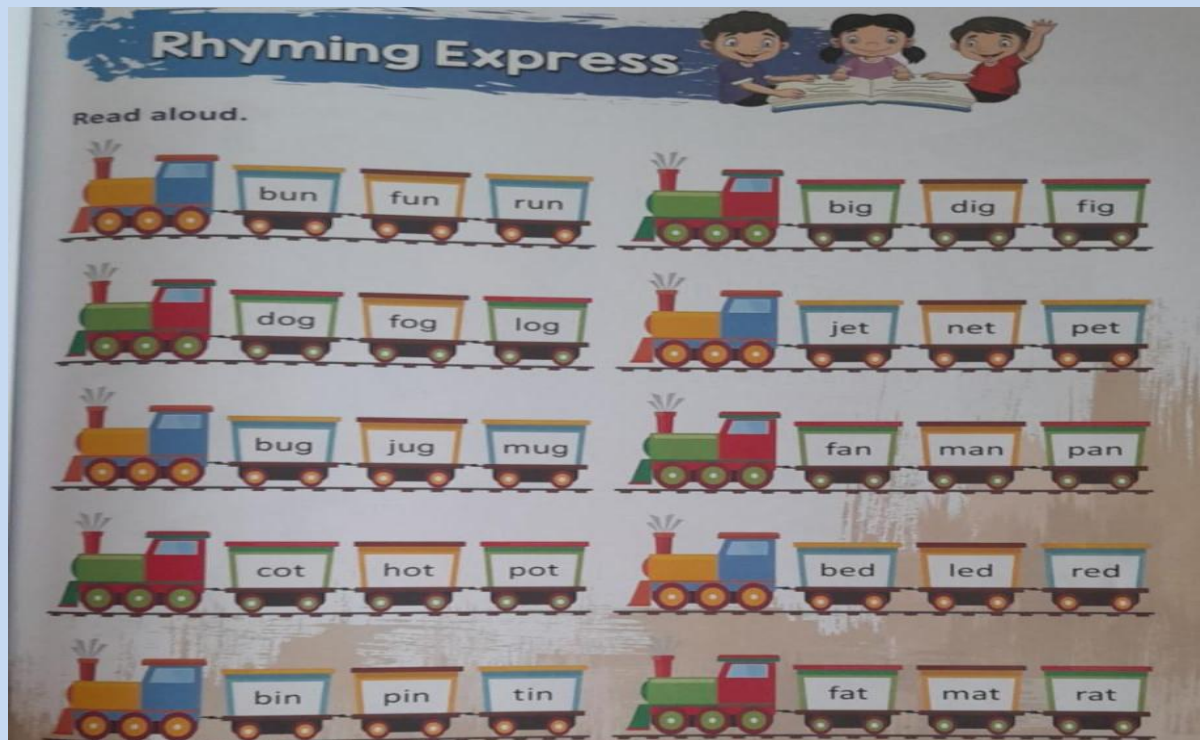 Rhyming Express
Read aloud.
bun fun run
big dig fig
dog fog log
jet net pet
bug jug mug
fan man pan
cot hot pot
bed led red
bin pin tin
fat mat rat